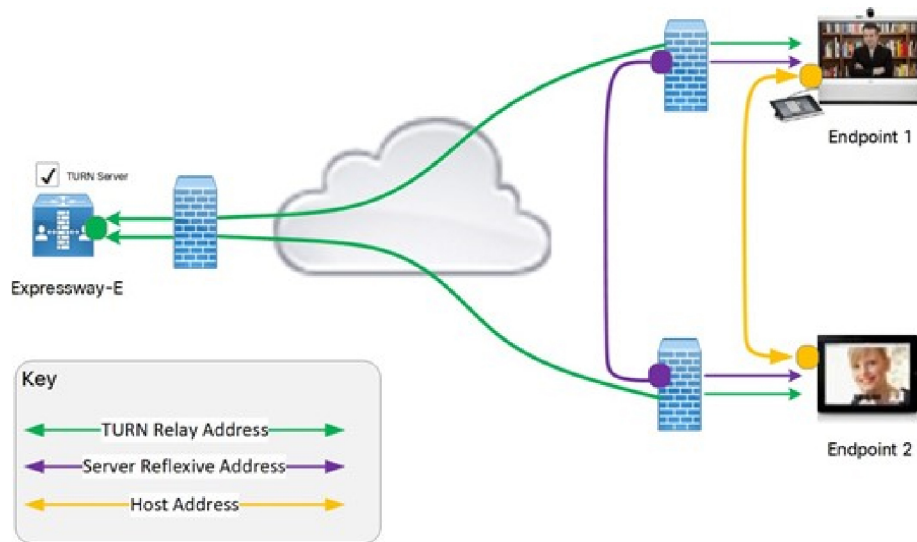 Endpoint 1
TURN Server
Expressway-E
Key
TURN Relay Address
Server Reflexive Address
Host Address
Endpoint 2